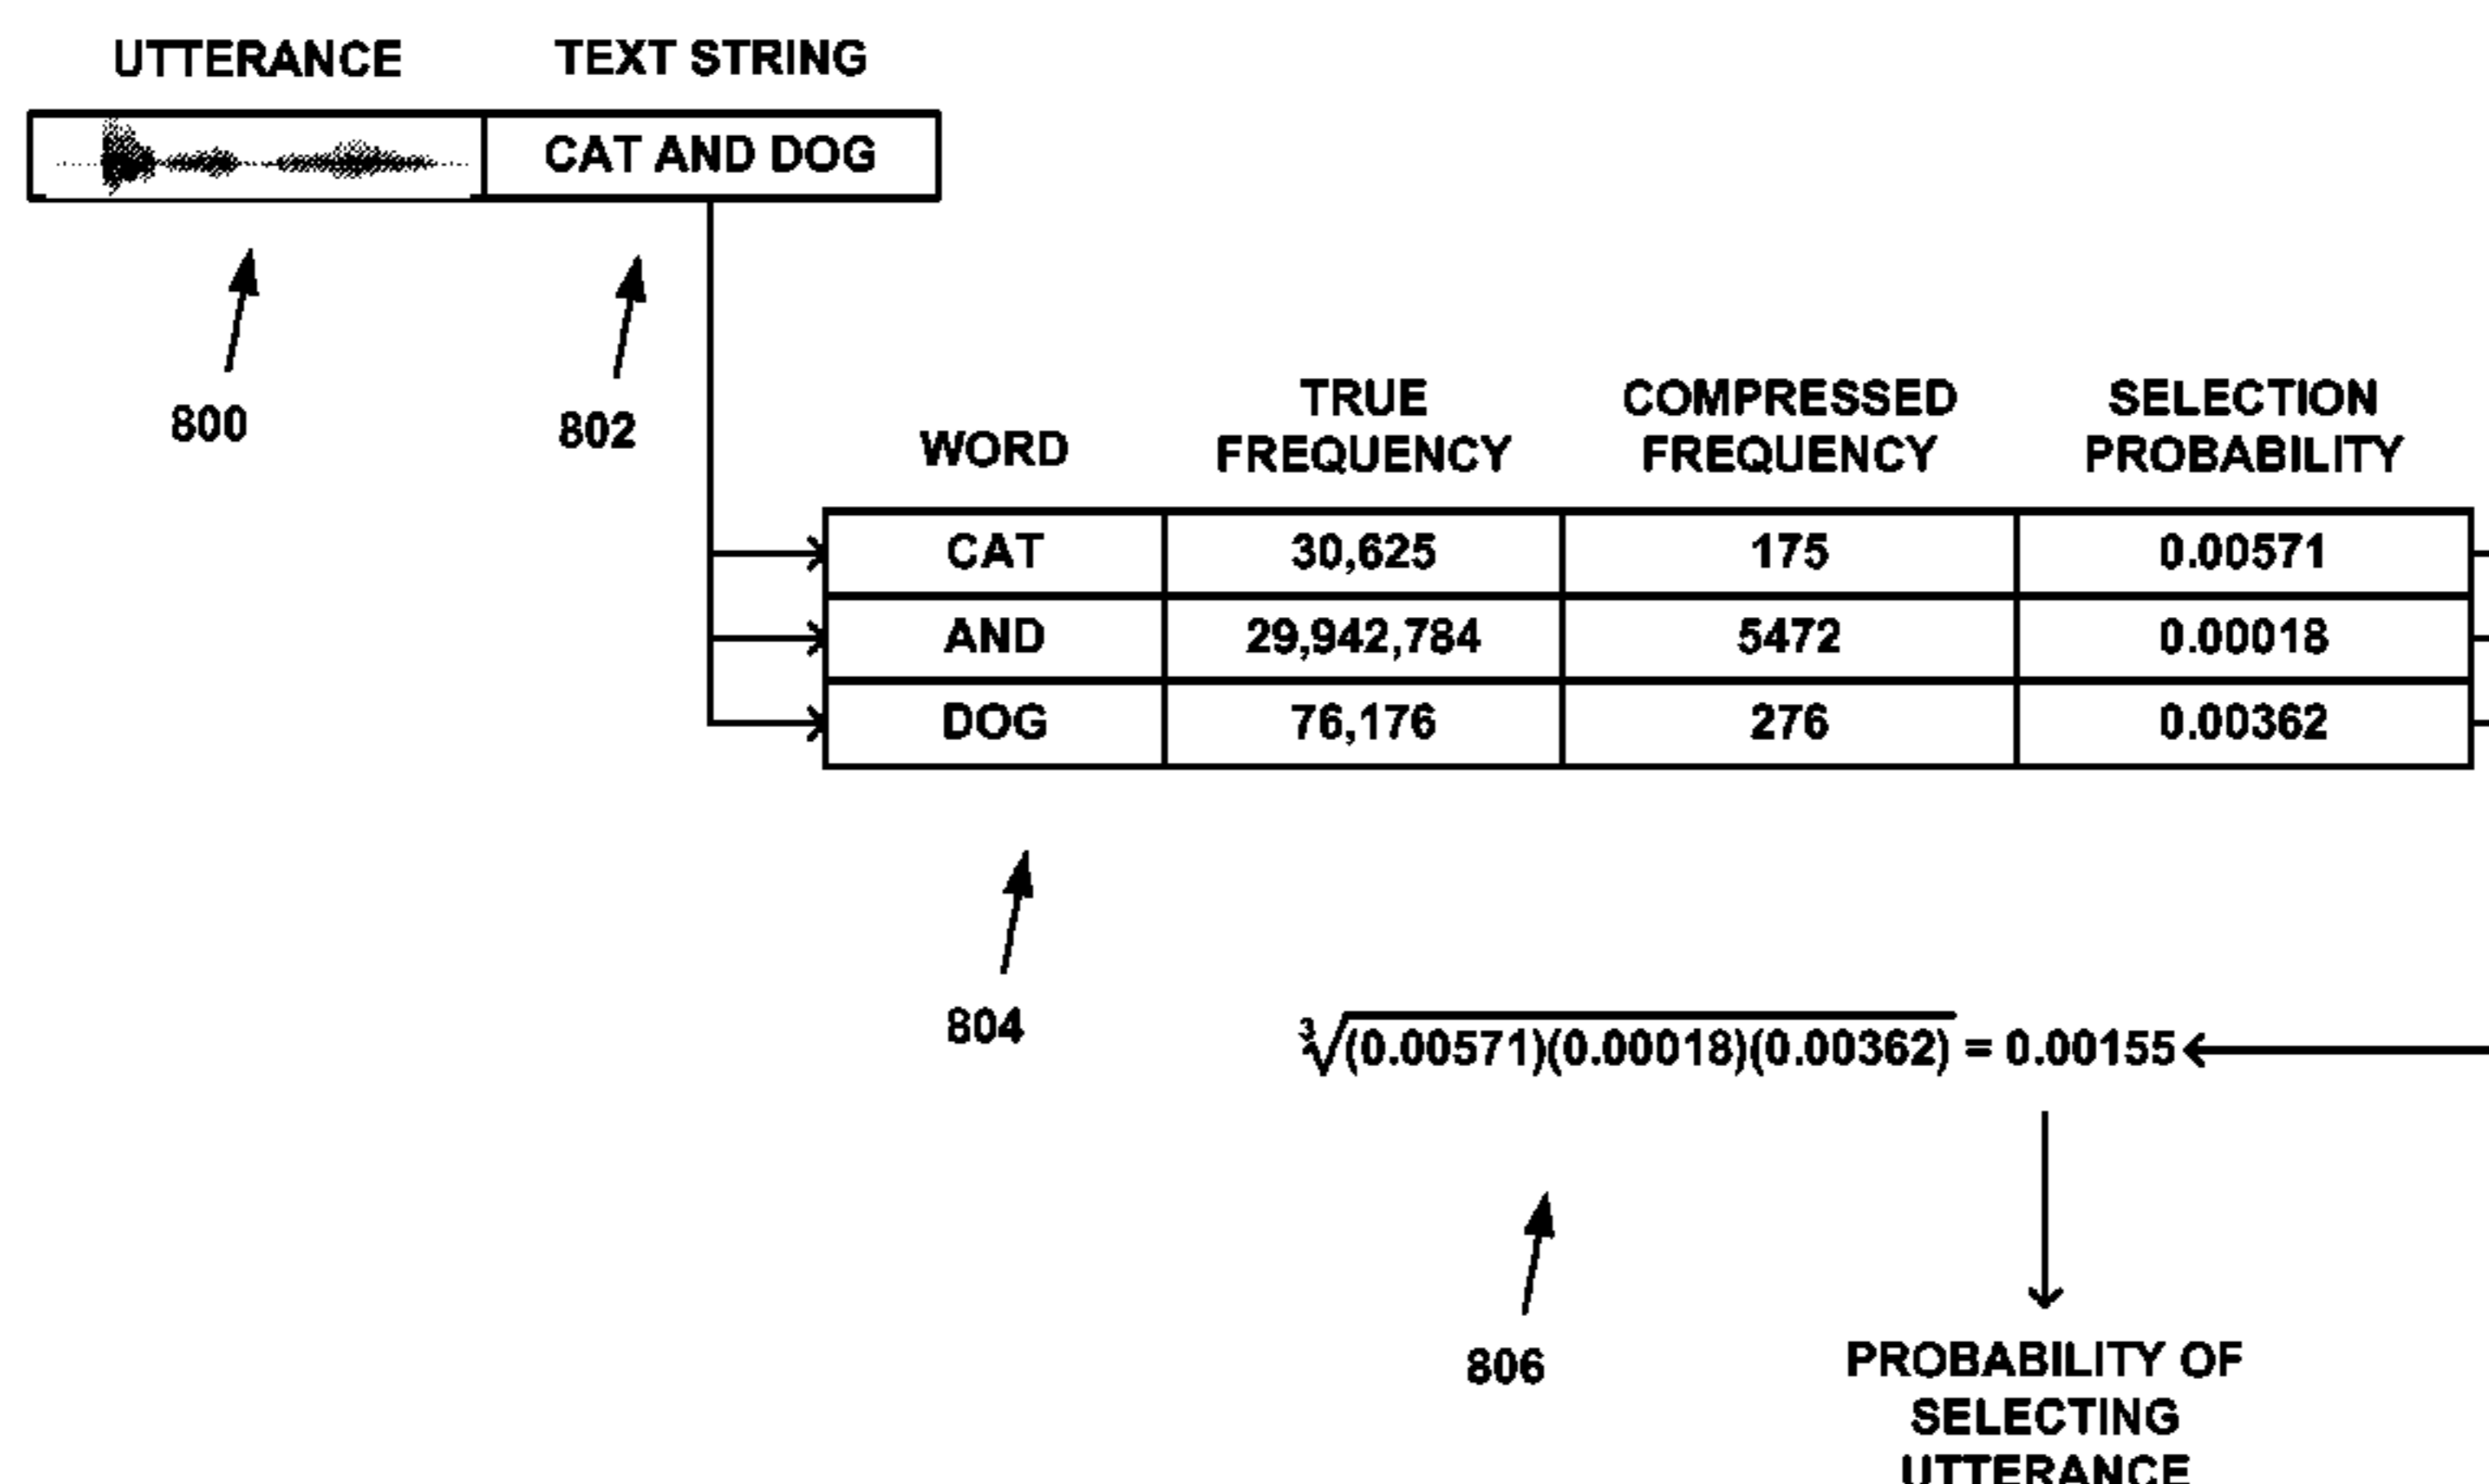 UTTERANCE TEXT STRING
CAT AND DOG
800
802
WORD TRUE FREQUENCY COMPRESSED FREQUENCY SELECTION PROBABILITY
CAT 30,625 175 0.00571
AND 29,942,784 5472 0.00018
DOG 76,176 276 0.00362
804
3√(0.00571)(0.00018)(0.00362) = 0.00155
806
PROBABILITY OF
SELECTING
UTTERANCE